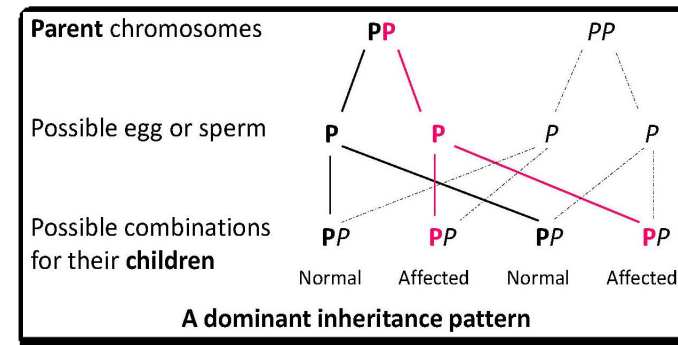 Parent chromosomes PP PP
Possible egg or sperm P P P P
Possible combinations
for their children PP PP PP PP
Normal Affected Normal Affected
A dominant inheritance pattern